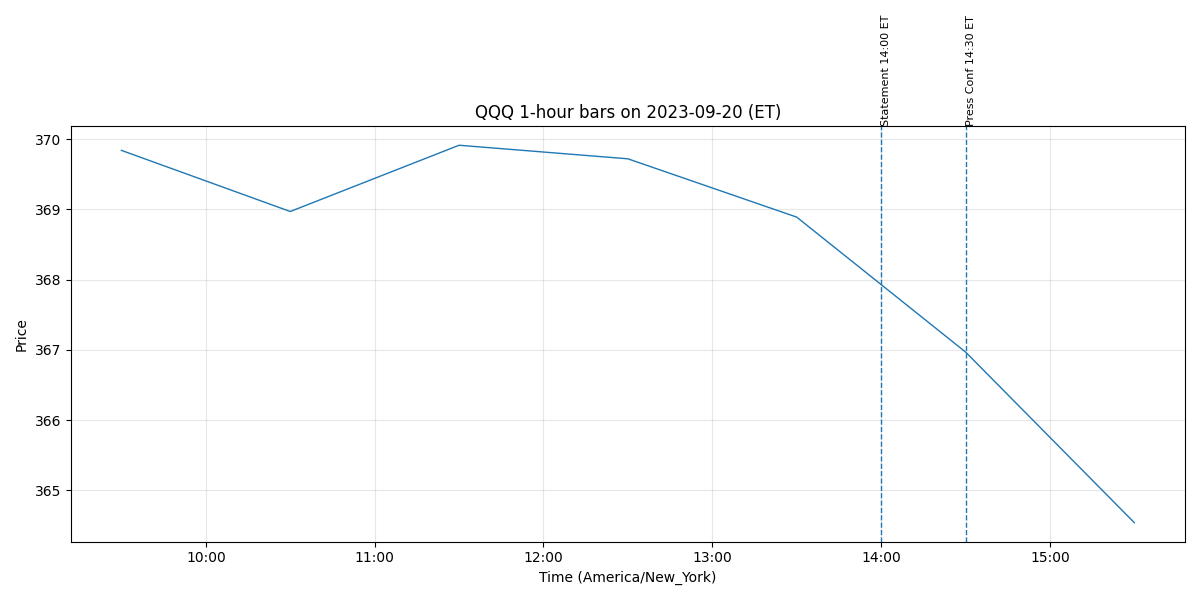 Statement 14:00 ET
Press Conf 14:30 ET
QQQ 1-hour bars on 2023-09-20 (ET)
Price
370
369
368
367
366
365
10:00
11:00
12:00
13:00
14:00
15:00
Time (America/New_York)